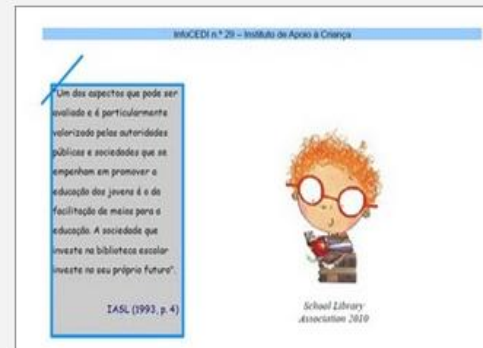 InfoCEDI n.º 29 – Instituto de Apoio à Criança
"Um dos aspectos que pode ser
avaliado e é particularmente
valorizado pelas autoridades
públicas e sociedades que se
empenham em promover a
educação dos jovens é o da
facilitação de meios para a
educação. A sociedade que
investe na biblioteca escolar
investe no seu próprio futuro".
IASL (1993, p. 4)
School Library
Association 2010